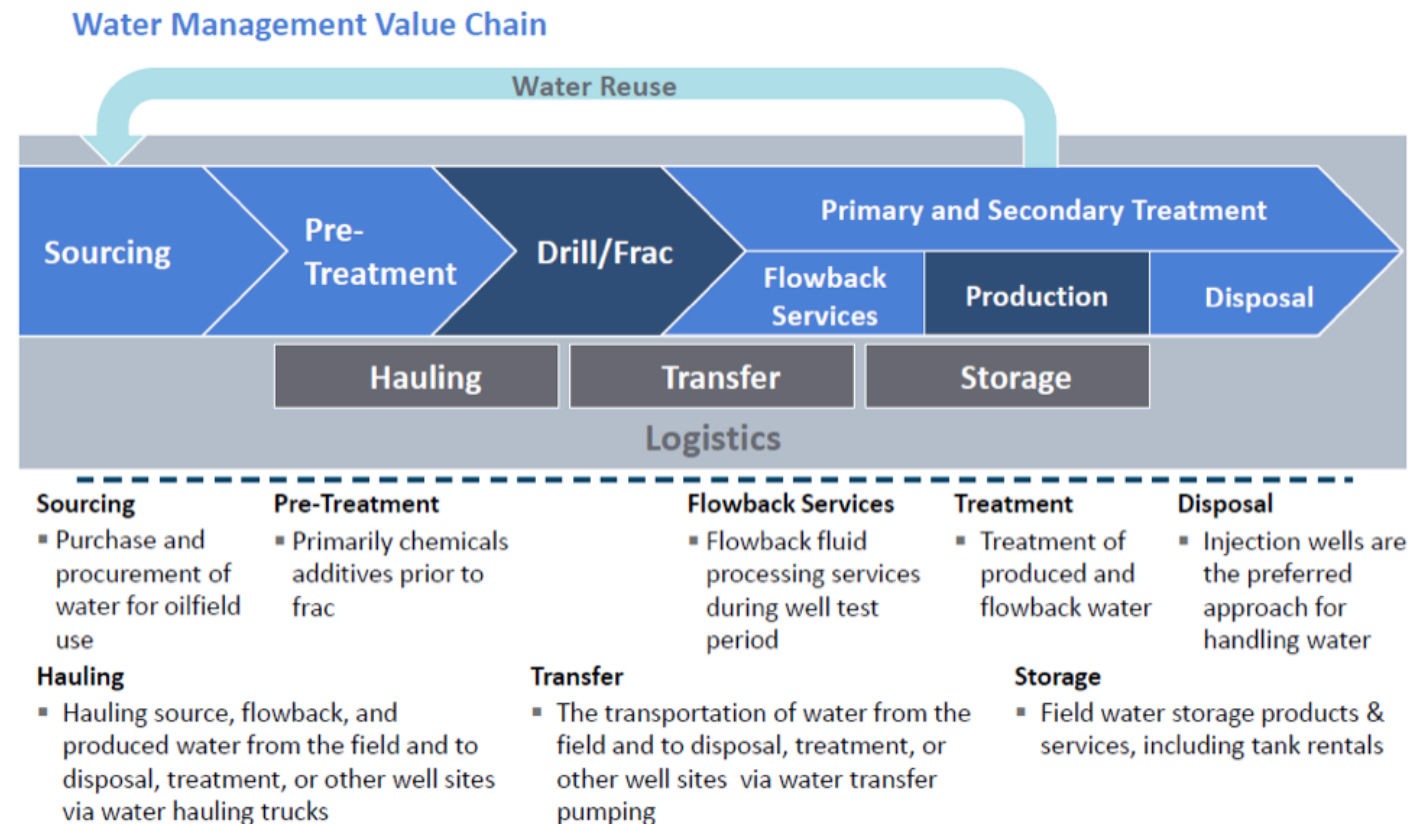 Water Management Value Chain
Water Reuse
Sourcing
Pre-
Treatment
Drill/Frac
Primary and Secondary Treatment
Flowback
Services
Production
Disposal
Hauling
Transfer
Storage
Logistics
Sourcing
▪ Purchase and
procurement of
water for oilfield
use
Pre-Treatment
▪ Primarily chemicals
additives prior to
frac
Flowback Services
▪ Flowback fluid
processing services
during well test
period
Treatment
▪ Treatment of
produced and
flowback water
Disposal
▪ Injection wells are
the preferred
approach for
handling water
Hauling
▪ Hauling source, flowback, and
produced water from the field and to
disposal, treatment, or other well sites
via water hauling trucks
Transfer
▪ The transportation of water from the
field and to disposal, treatment, or
other well sites via water transfer
pumping
Storage
▪ Field water storage products &
services, including tank rentals